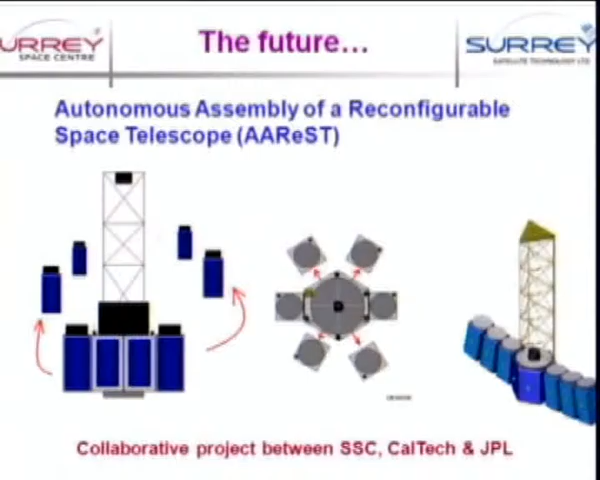 URREY
SPACE CENTRE
The future…
SURREY
SATELLITE TECHNOLOGY LTD
Autonomous Assembly of a Reconfigurable
Space Telescope (AAReST)
Collaborative project between SSC, CalTech & JPL